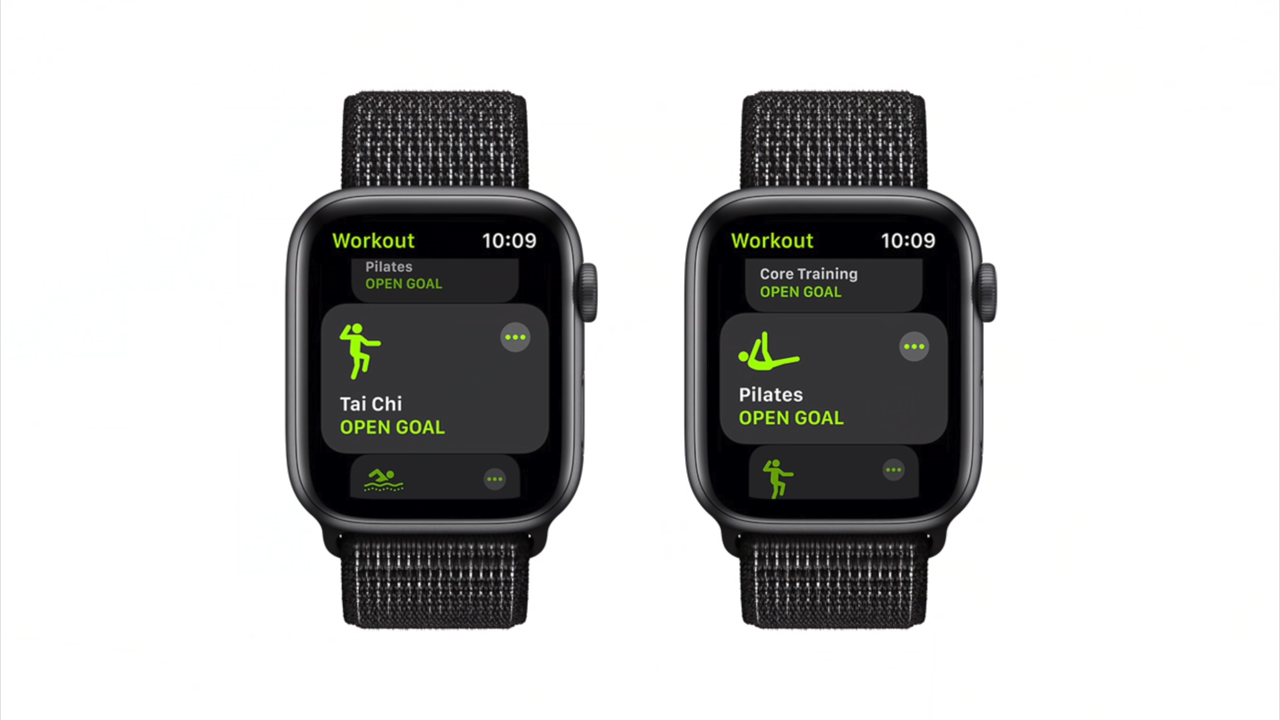 Workout 10:09
Pilates
OPEN GOAL
Tai Chi
OPEN GOAL
Workout 10:09
Core Training
OPEN GOAL
Pilates
OPEN GOAL